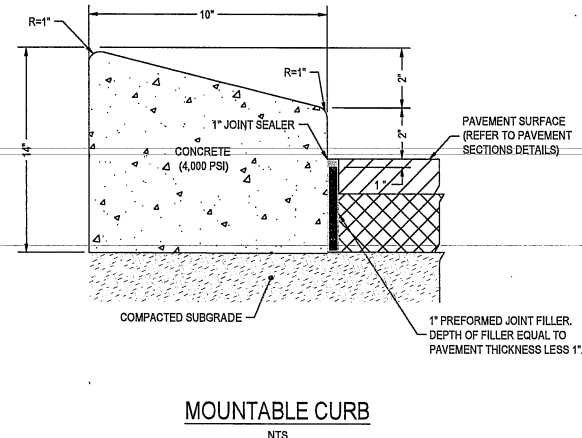 10"
R=1"
R=1"
2"
2"
1" JOINT SEALER
PAVEMENT SURFACE
(REFER TO PAVEMENT
SECTIONS DETAILS)
14"
CONCRETE
(4,000 PSI)
1"
COMPACTED SUBGRADE
1" PREFORMED JOINT FILLER.
DEPTH OF FILLER EQUAL TO
PAVEMENT THICKNESS LESS 1".
MOUNTABLE CURB
NTS